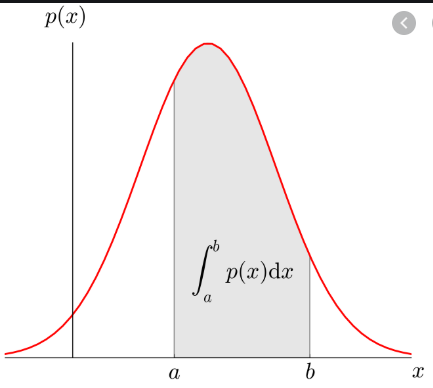 p(x)
∫_a^b p(x)dx
a
b
x